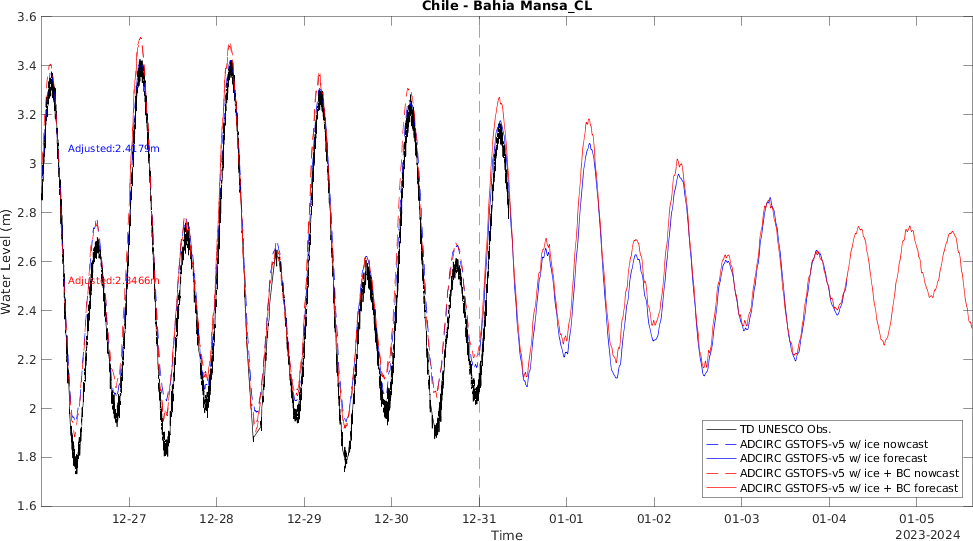 Chile - Bahia Mansa_CL
3.6
3.4
3.2
3
2.8
2.6
2.4
2.2
2
1.8
1.6
Water Level (m)
Adjusted:2.4179m
Adjusted:2.3466m
TD UNESCO Obs.
ADCIRC GSTOFS-v5 w/ ice nowcast
ADCIRC GSTOFS-v5 w/ ice forecast
ADCIRC GSTOFS-v5 w/ ice + BC nowcast
ADCIRC GSTOFS-v5 w/ ice + BC forecast
12-27 12-28 12-29 12-30 12-31 01-01 01-02 01-03 01-04 01-05
Time
2023-2024